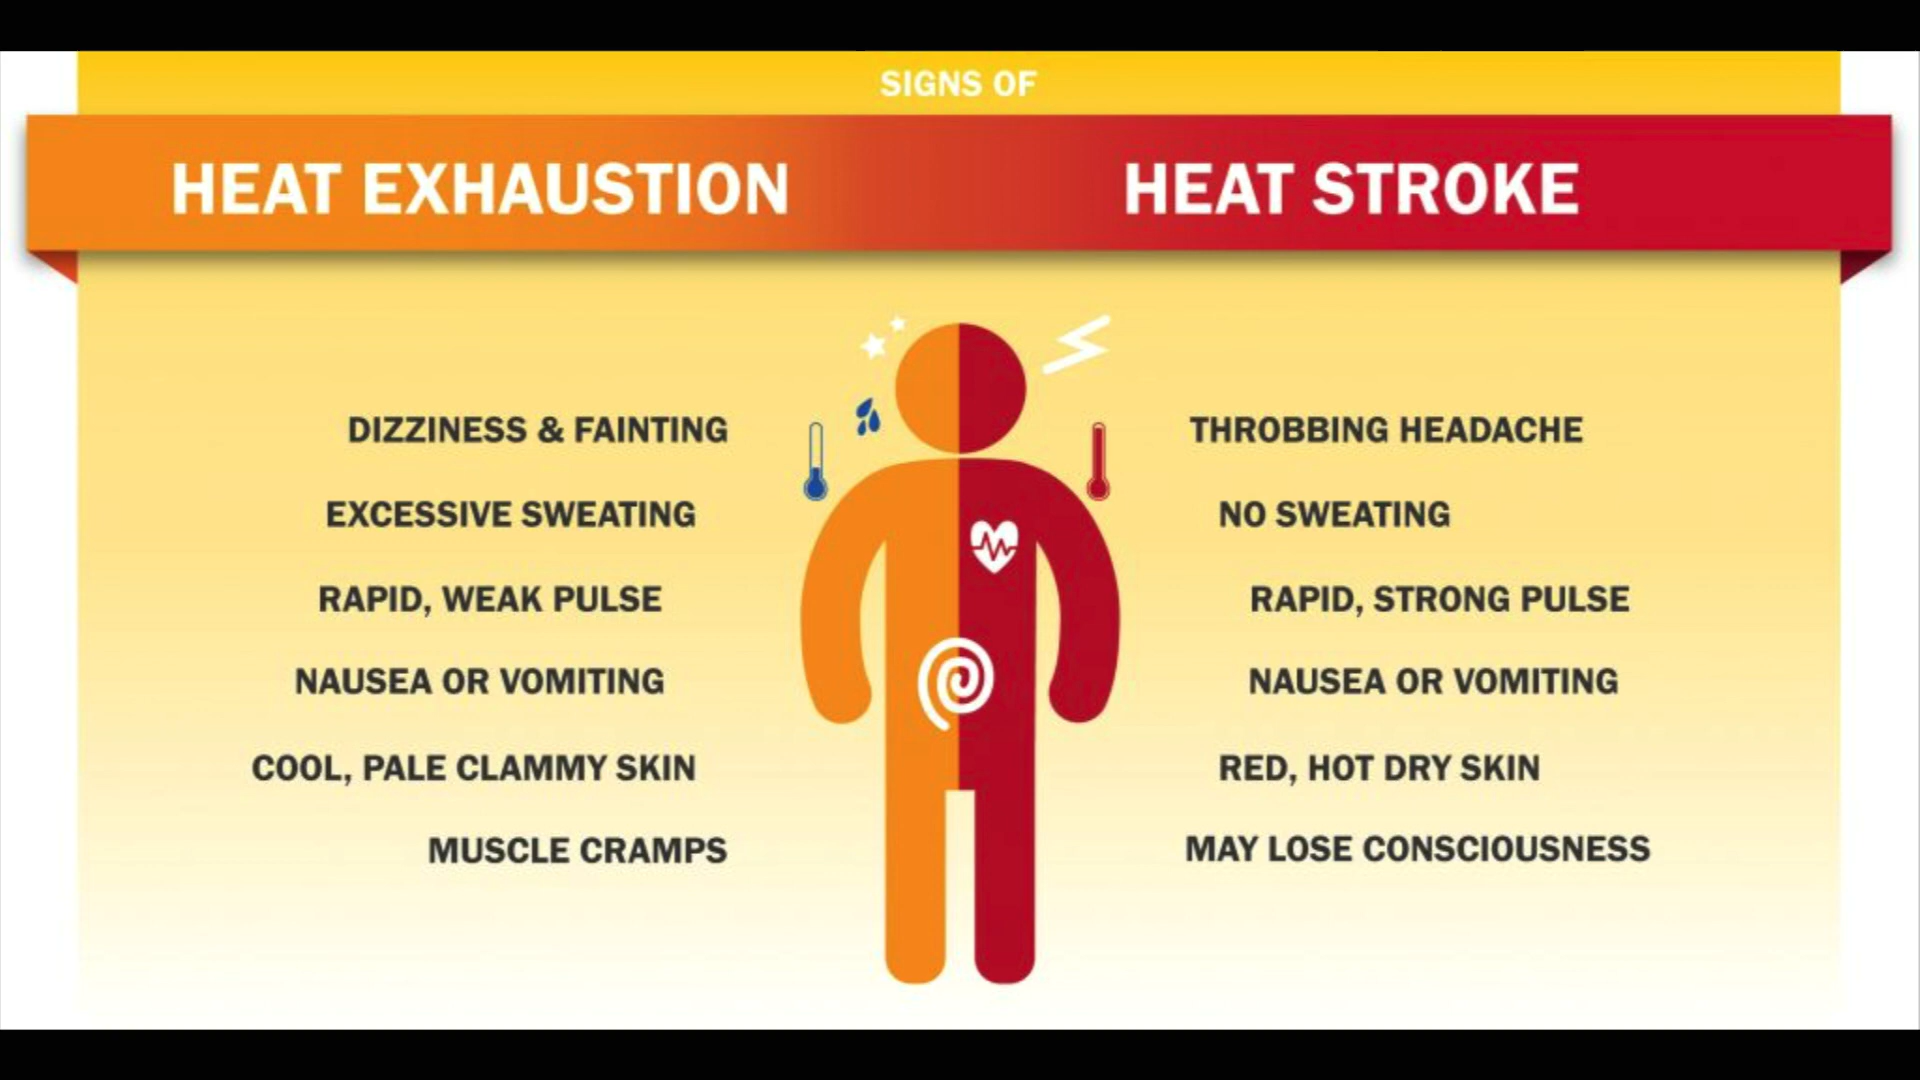 SIGNS OF
HEAT EXHAUSTION
HEAT STROKE
DIZZINESS & FAINTING
EXCESSIVE SWEATING
RAPID, WEAK PULSE
NAUSEA OR VOMITING
COOL, PALE CLAMMY SKIN
MUSCLE CRAMPS
THROBBING HEADACHE
NO SWEATING
RAPID, STRONG PULSE
NAUSEA OR VOMITING
RED, HOT DRY SKIN
MAY LOSE CONSCIOUSNESS